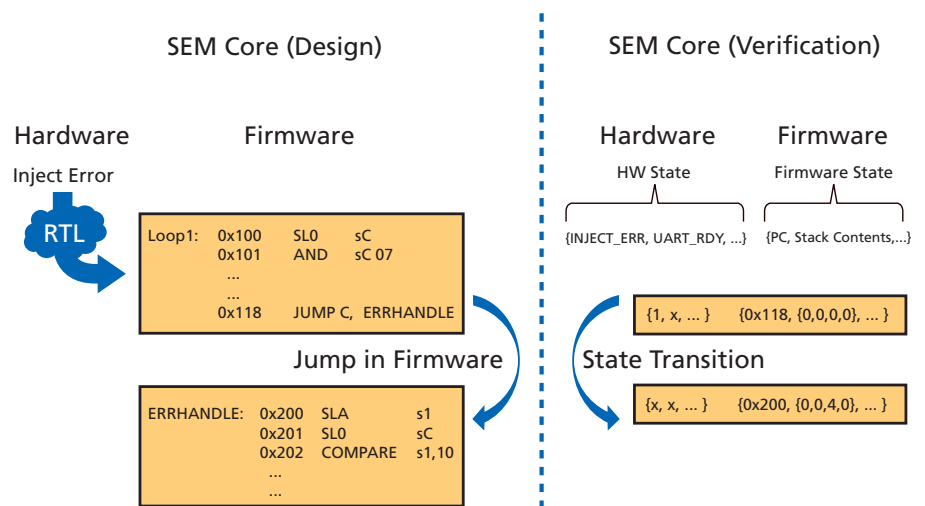 SEM Core (Design)
Hardware Firmware
Inject Error
RTL
Loop1: 0x100 SL0 sC
0x101 AND sC 07
...
...
0x118 JUMP C, ERRHANDLE
Jump in Firmware
ERRHANDLE: 0x200 SLA s1
0x201 SL0 sC
0x202 COMPARE s1,10
...
...
SEM Core (Verification)
Hardware Firmware
HW State Firmware State
{INJECT_ERR, UART_RDY, ...} {PC, Stack Contents,...}
{1, x, ... } {0x118, {0,0,0,0}, ... }
State Transition
{x, x, ... } {0x200, {0,0,4,0}, ... }